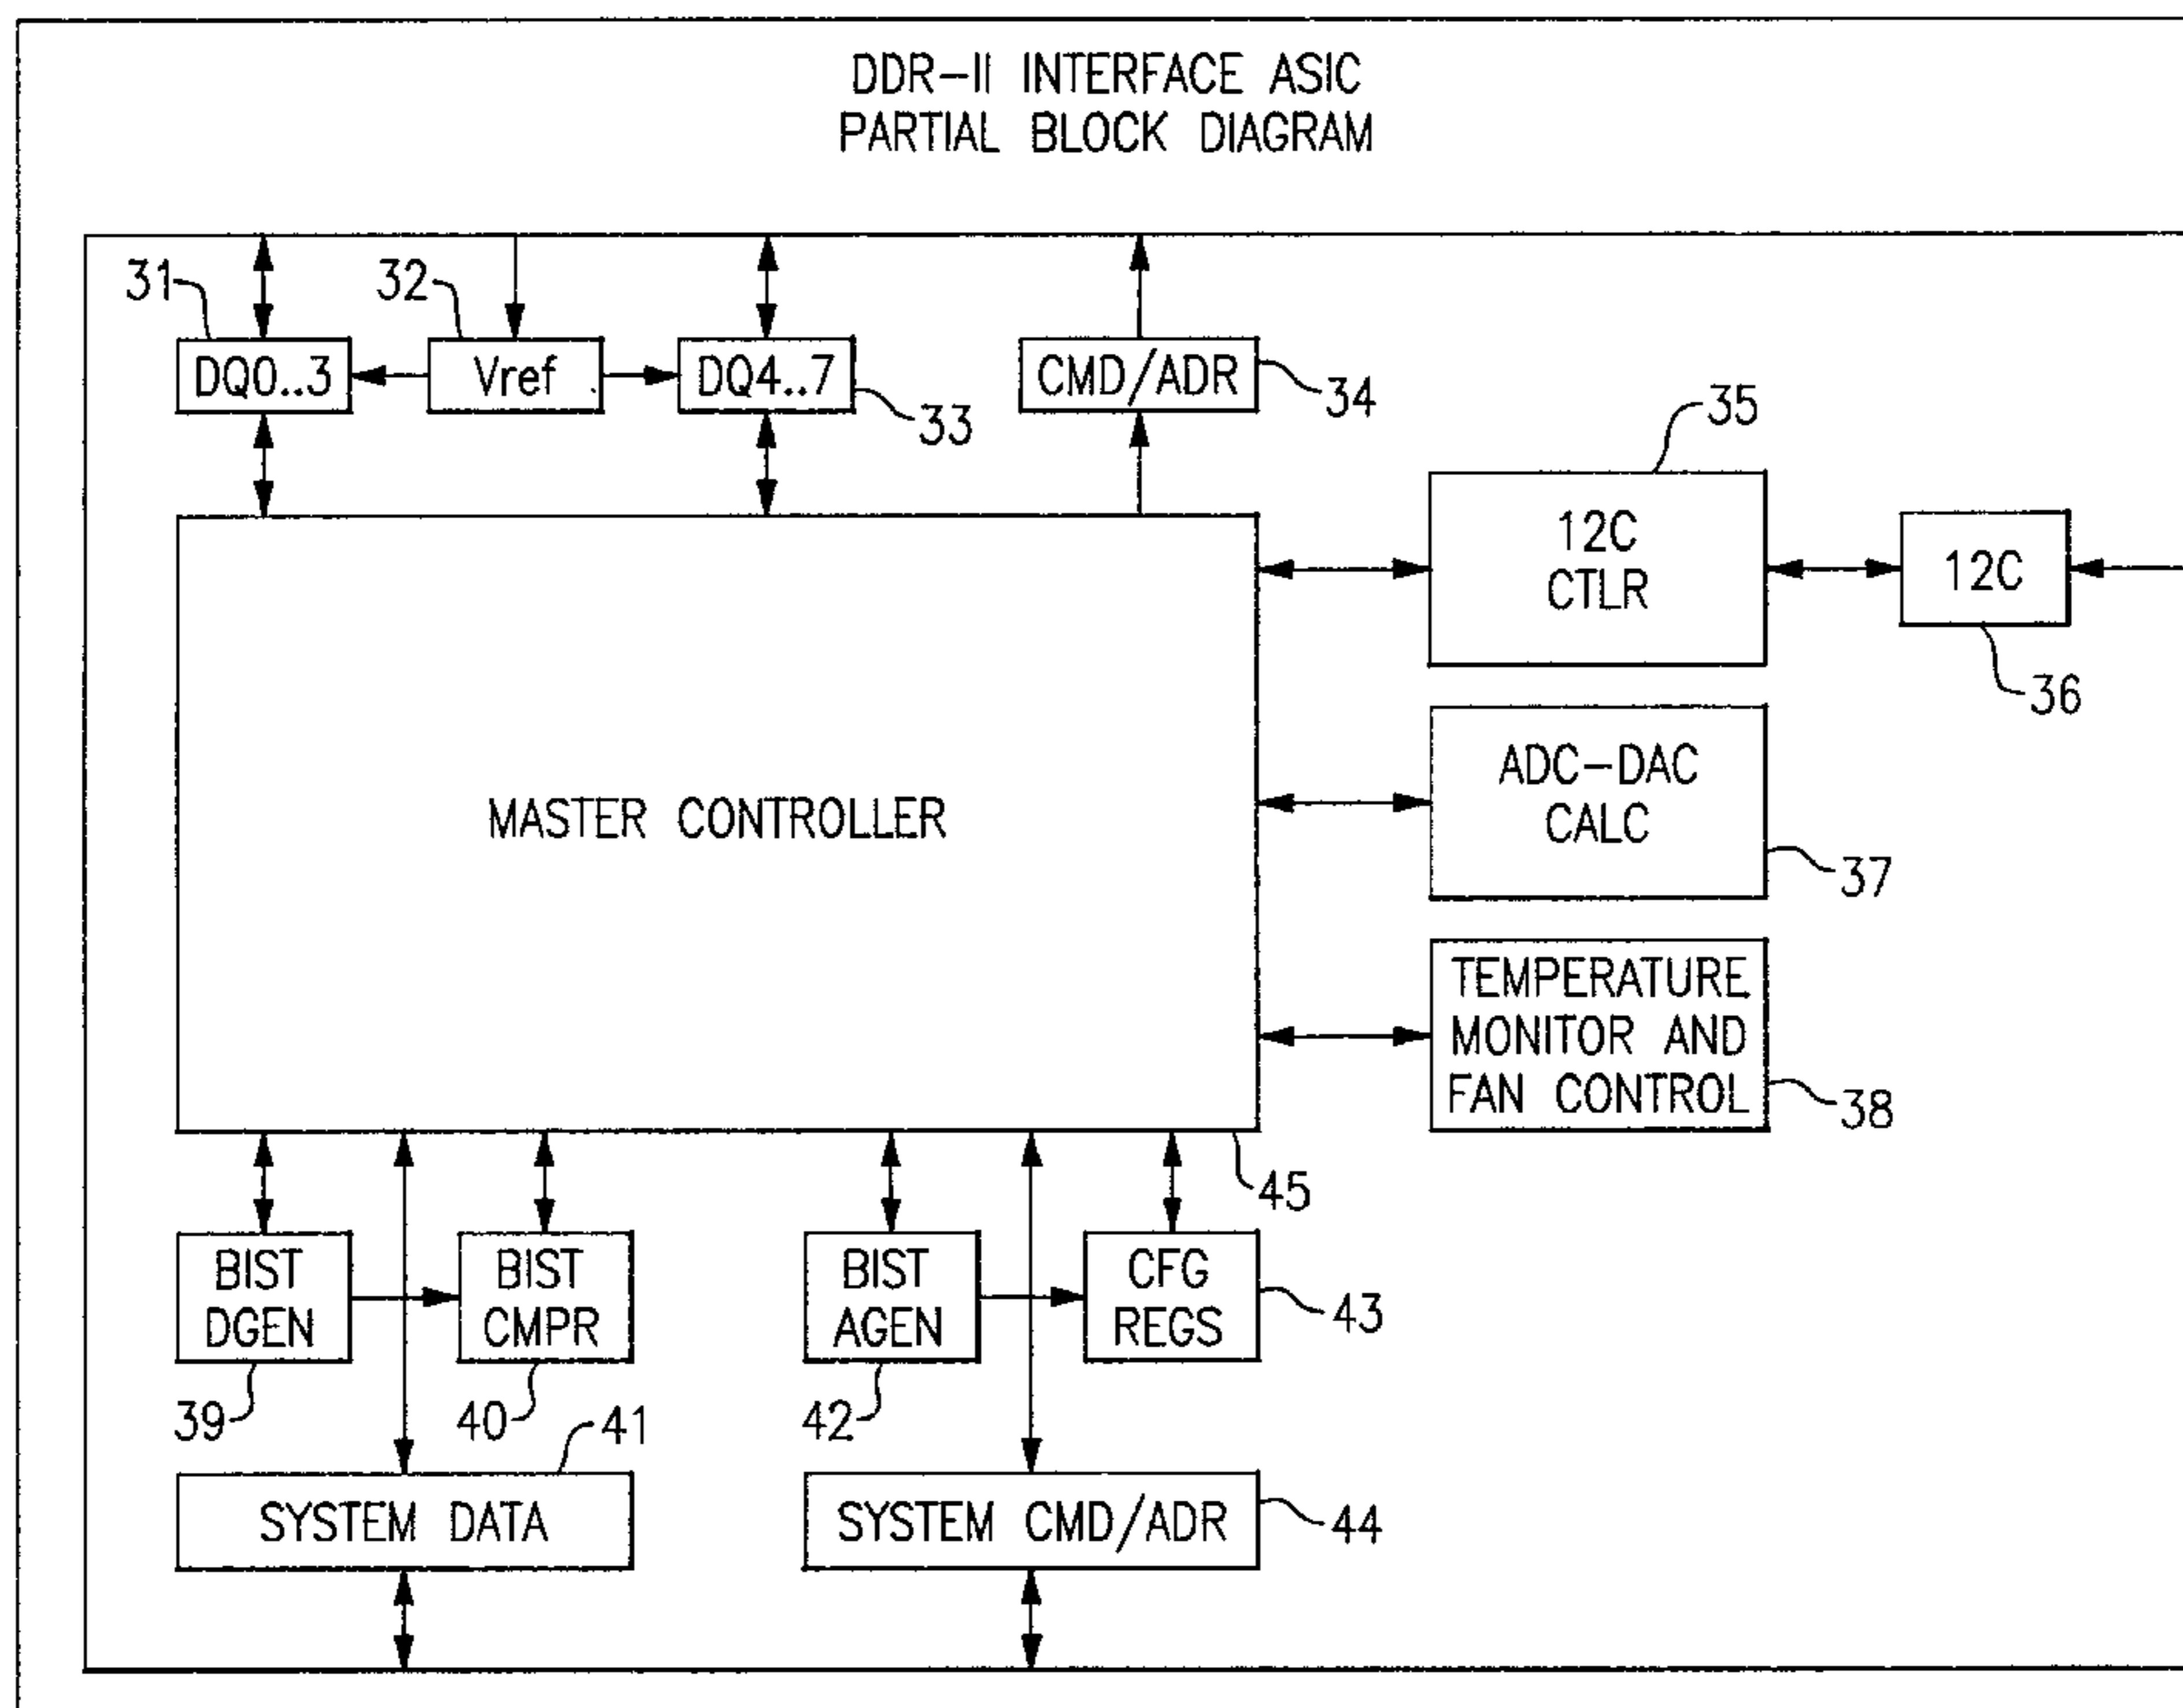 DDR-II INTERFACE ASIC
PARTIAL BLOCK DIAGRAM
31
32
DQ0..3
Vref
DQ4..7
33
CMD/ADR
34
35
12C
CTLR
12C
36
MASTER CONTROLLER
ADC-DAC
CALC
37
TEMPERATURE
MONITOR AND
FAN CONTROL
38
45
BIST
DGEN
39
BIST
CMPR
40
BIST
AGEN
42
CFG
REGS
43
41
SYSTEM DATA
SYSTEM CMD/ADR
44